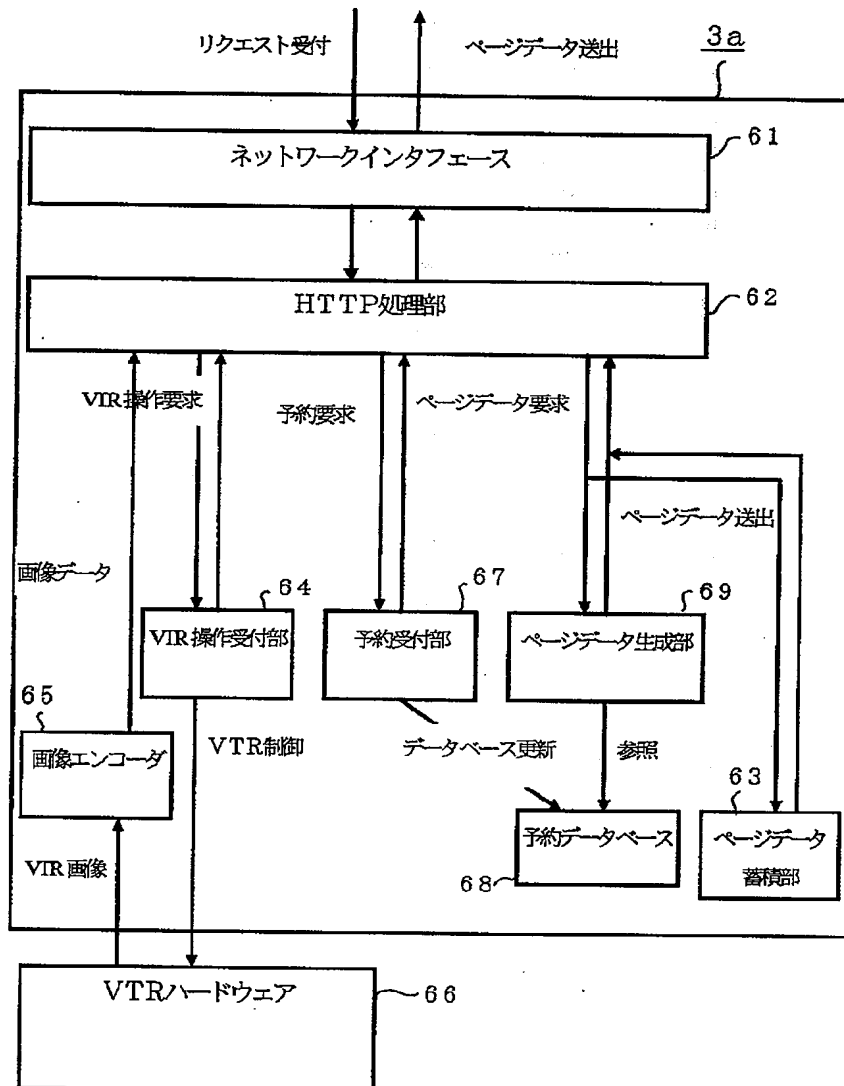 リクエスト受付
ページデータ送出
3a
ネットワークインタフェース
61
HTTP処理部
62
VTR操作要求
予約要求
ページデータ要求
ページデータ送出
画像データ
64
VTR操作受付部
67
予約受付部
69
ページデータ生成部
65
画像エンコーダ
VTR制御
データベース更新
参照
63
ページデータ
蓄積部
予約データベース
68
VTR画像
VTRハードウェア
66